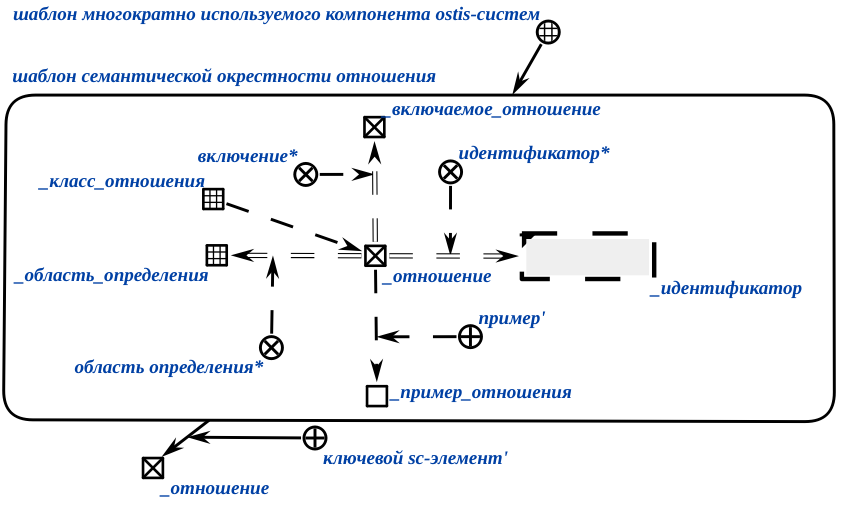 шаблон многократно используемого компонента ostis-систем
шаблон семантической окрестности отношения
_включаемое_отношение
включение*
идентификатор*
_класс_отношения
_область_определения
_отношение
_идентификатор
пример'
область определения*
_пример_отношения
ключевой sc-элемент'
_отношение